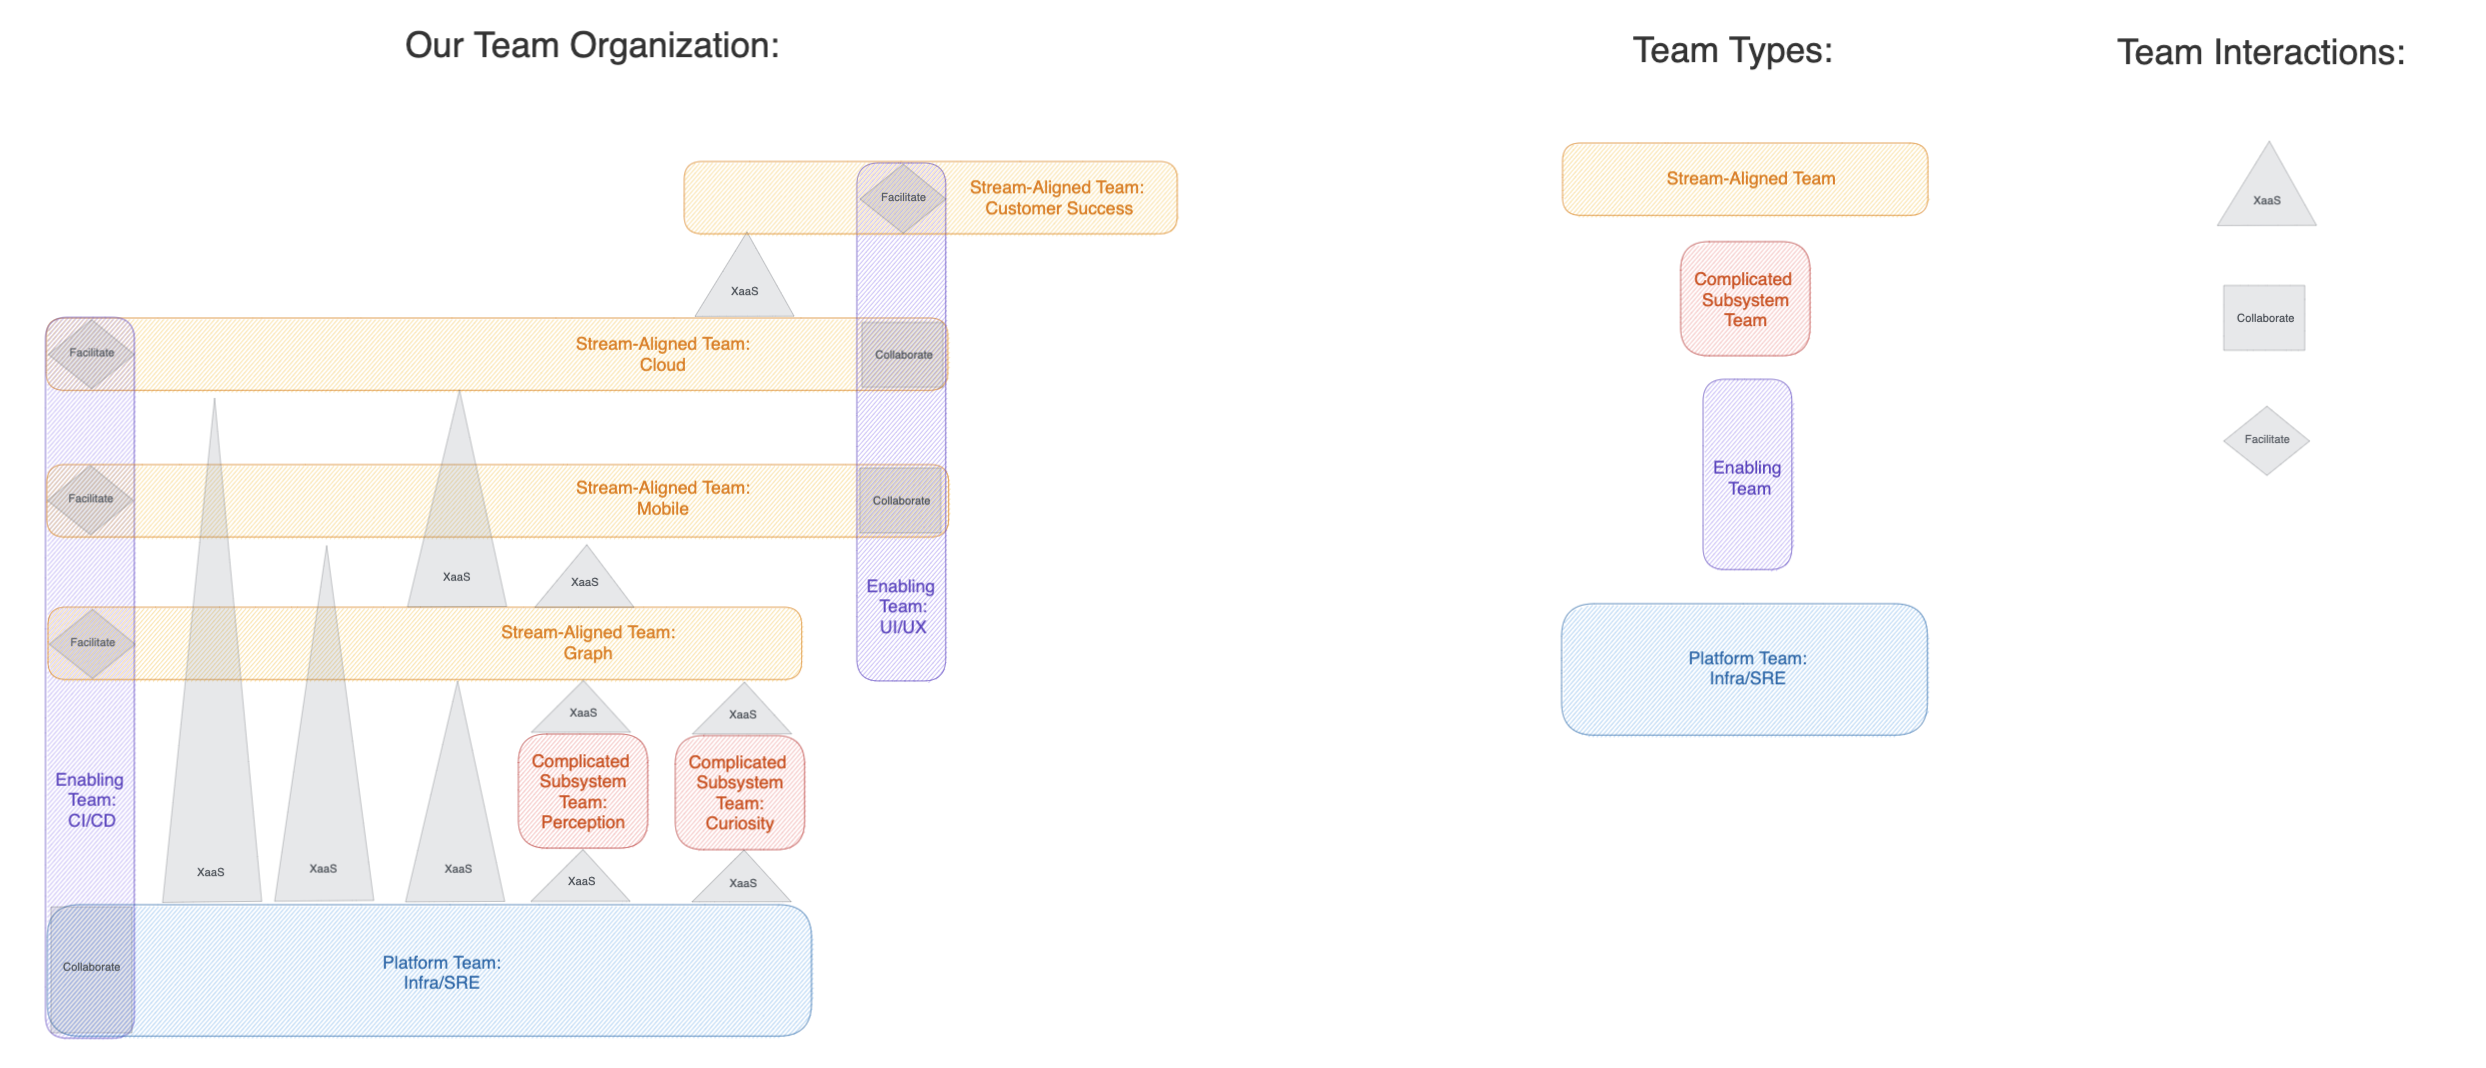 Our Team Organization:
Team Types:
Team Interactions:
Facilitate
Stream-Aligned Team:
Customer Success
XaaS
Facilitate
Stream-Aligned Team:
Cloud
Collaborate
Facilitate
Stream-Aligned Team:
Mobile
Collaborate
XaaS
XaaS
Enabling
Team:
UI/UX
Facilitate
Stream-Aligned Team:
Graph
XaaS
XaaS
Enabling
Team:
CI/CD
Complicated
Subsystem
Team:
Perception
Complicated
Subsystem
Team:
Curiosity
XaaS
XaaS
XaaS
XaaS
XaaS
Collaborate
Platform Team:
Infra/SRE
Stream-Aligned Team
Complicated
Subsystem
Team
Enabling
Team
Platform Team:
Infra/SRE
XaaS
Collaborate
Facilitate